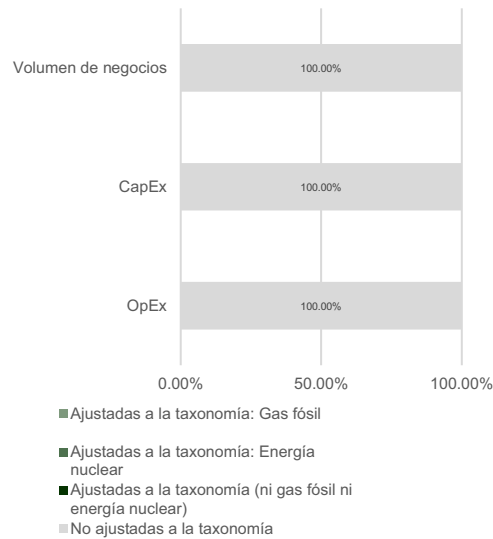 Volumen de negocios
100.00%
CapEx
100.00%
OpEx
100.00%
0.00% 50.00% 100.00%
Ajustadas a la taxonomía: Gas fósil
Ajustadas a la taxonomía: Energía
nuclear
Ajustadas a la taxonomía (ni gas fósil ni
energía nuclear)
No ajustadas a la taxonomía